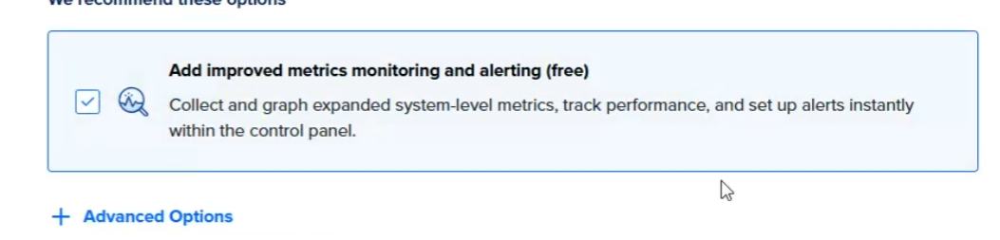 We recommend these options
Add improved metrics monitoring and alerting (free)
Collect and graph expanded system-level metrics, track performance, and set up alerts instantly
within the control panel.
Advanced Options